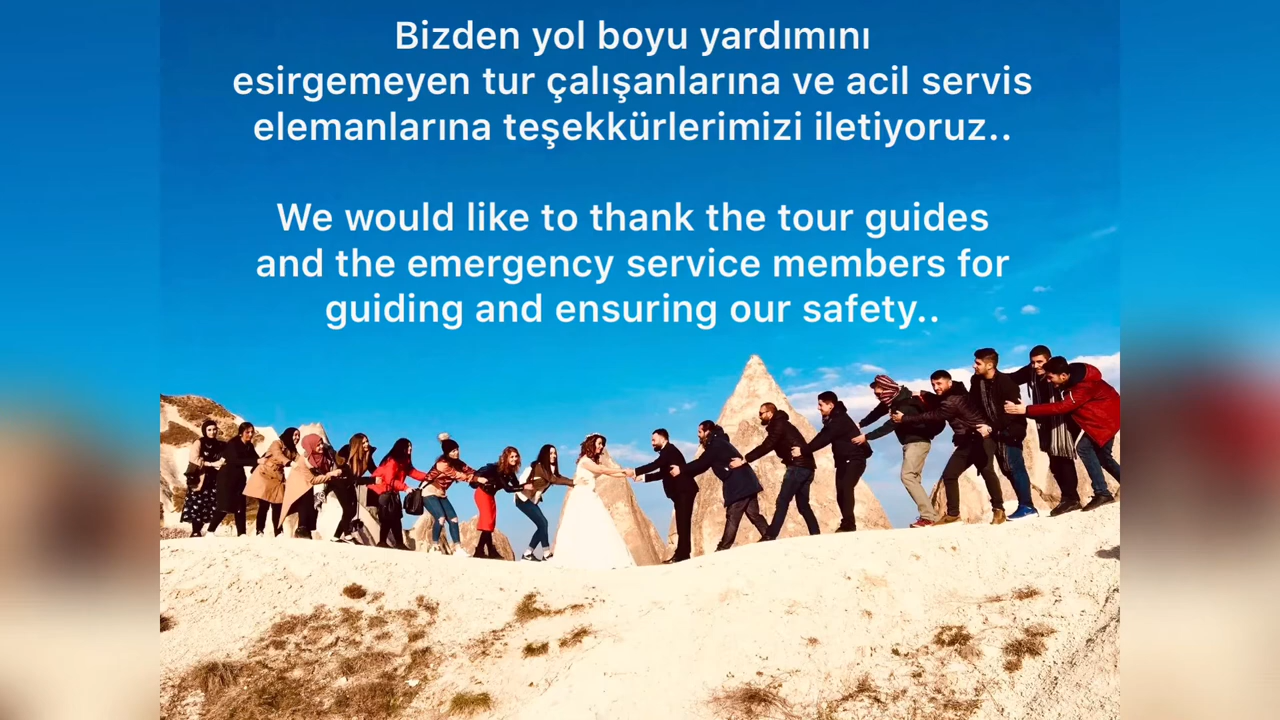 Bizden yol boyu yardımını
esirgemeyen tur çalışanlarına ve acil servis
elemanlarına teşekkürlerimizi iletiyoruz..
We would like to thank the tour guides
and the emergency service members for
guiding and ensuring our safety..